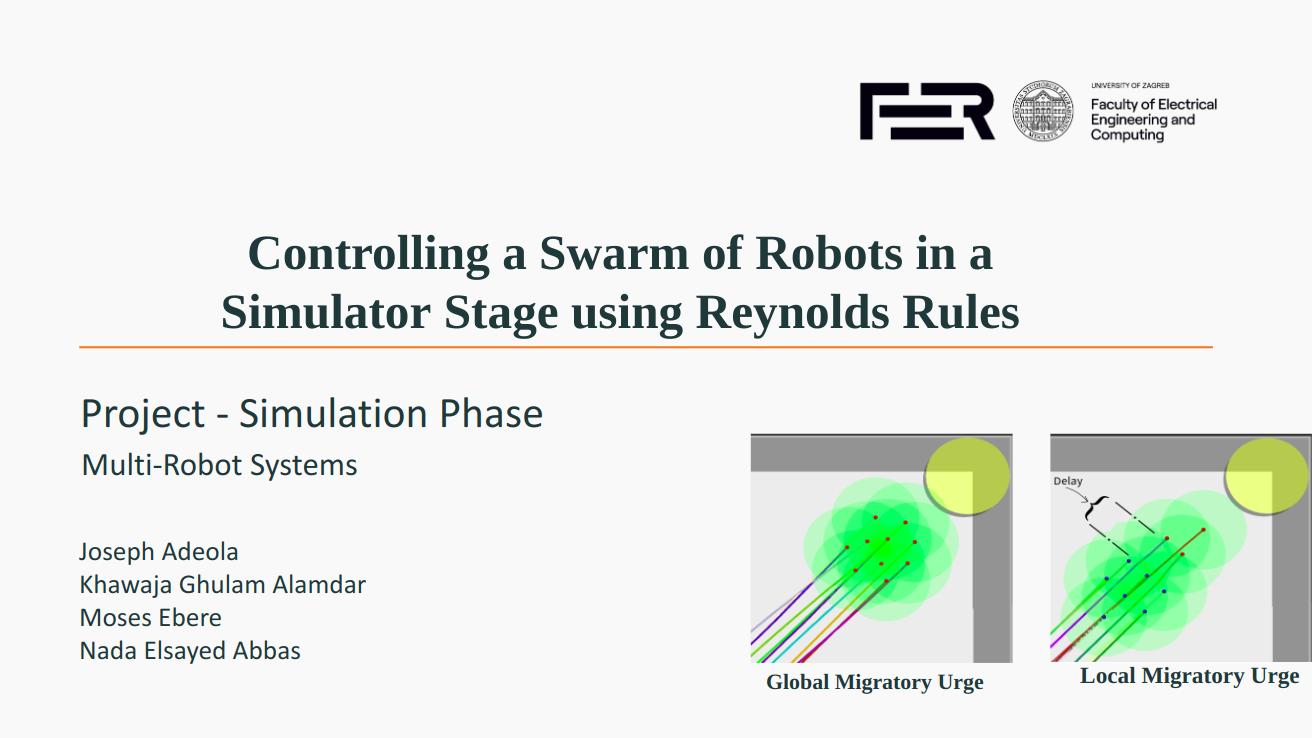 FER
UNIVERSITY OF ZAGREB
Faculty of Electrical
Engineering and
Computing
Controlling a Swarm of Robots in a
Simulator Stage using Reynolds Rules
Project - Simulation Phase
Multi-Robot Systems
Joseph Adeola
Khawaja Ghulam Alamdar
Moses Ebere
Nada Elsayed Abbas
Delay
Global Migratory Urge
Local Migratory Urge